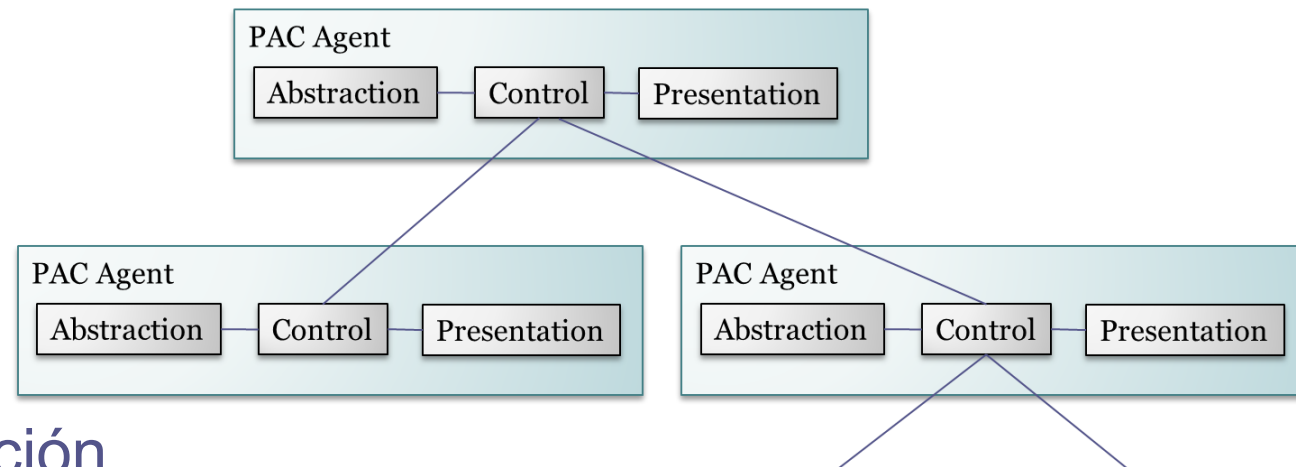 PAC Agent
Abstraction Control Presentation
PAC Agent
Abstraction Control Presentation
PAC Agent
Abstraction Control Presentation
ción